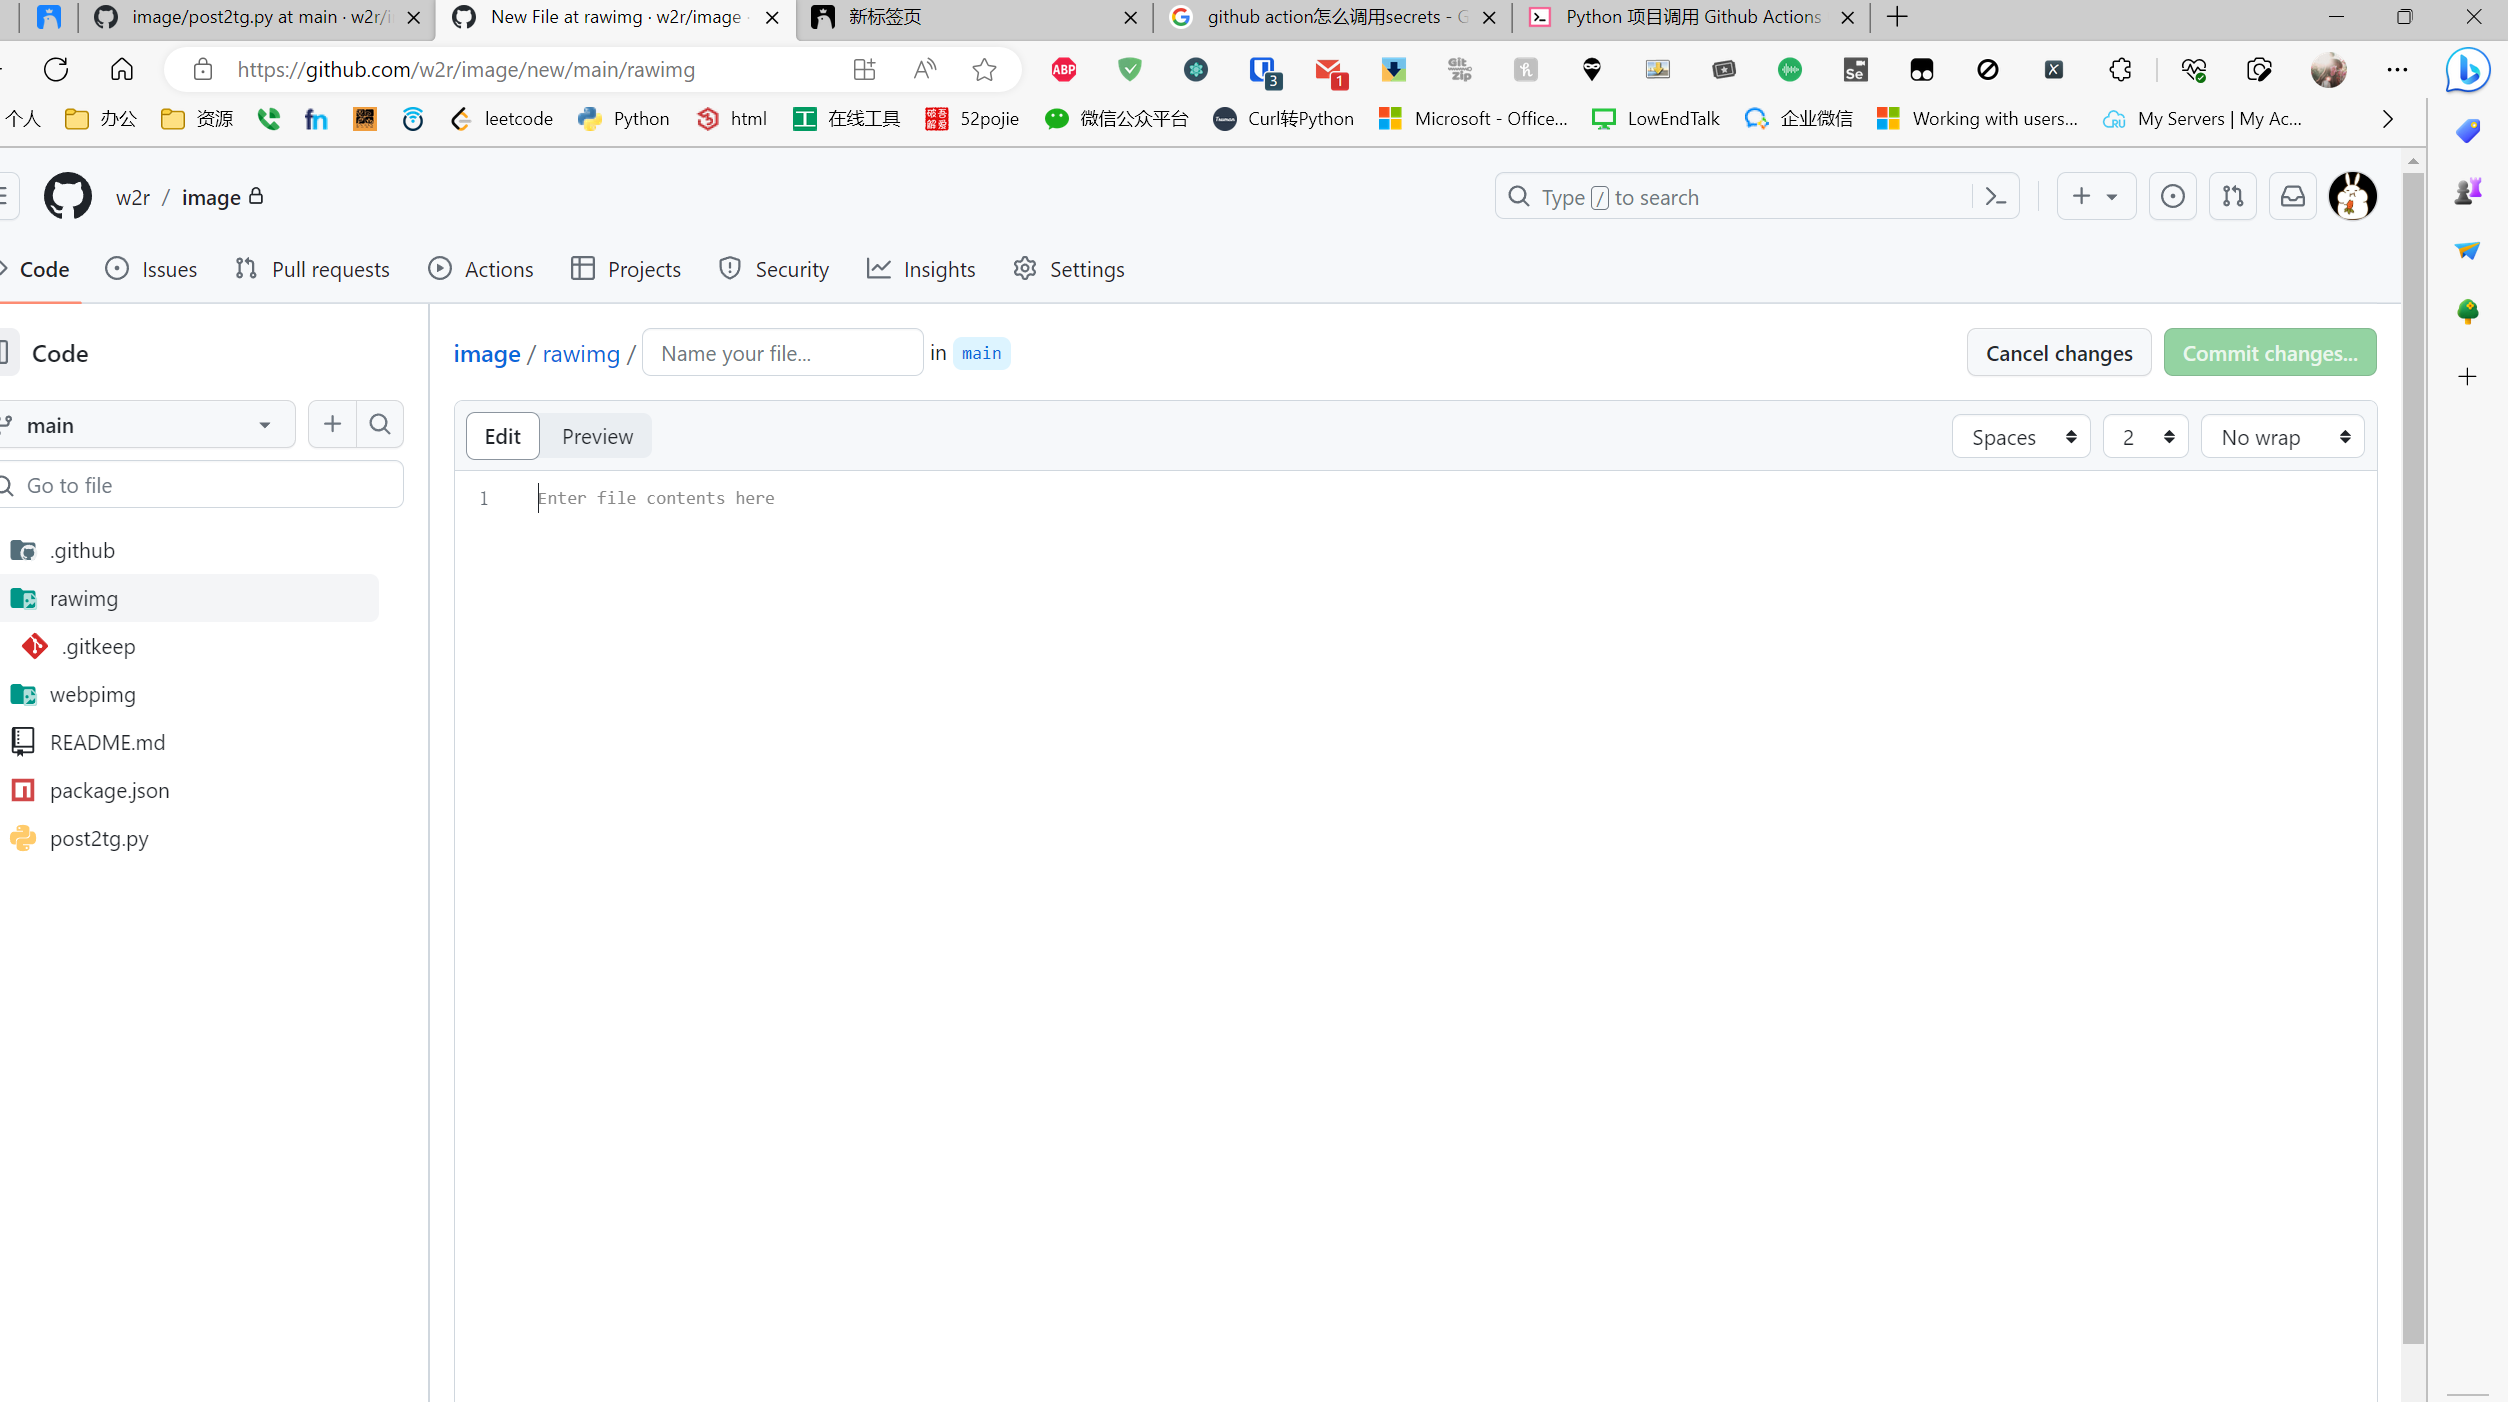 image/post2tg.py at main · w2r/i
New File at rawimg · w2r/image ·
新标签页
github action怎么调用secrets - G
Python 项目调用 Github Actions
https://github.com/w2r/image/new/main/rawimg
ABP
3
1
Git Zip
Se
个人
办公
资源
fn
leetcode
Python
html
在线工具
52pojie
微信公众平台
Curl转Python
Microsoft - Office...
LowEndTalk
企业微信
Working with users...
My Servers | My Ac...
w2r / image
Type / to search
Code
Issues
Pull requests
Actions
Projects
Security
Insights
Settings
Code
image / rawimg / Name your file... in main
Cancel changes
Commit changes...
main
Edit
Preview
Spaces
2
No wrap
Go to file
1 Enter file contents here
.github
rawimg
.gitkeep
webpimg
README.md
package.json
post2tg.py